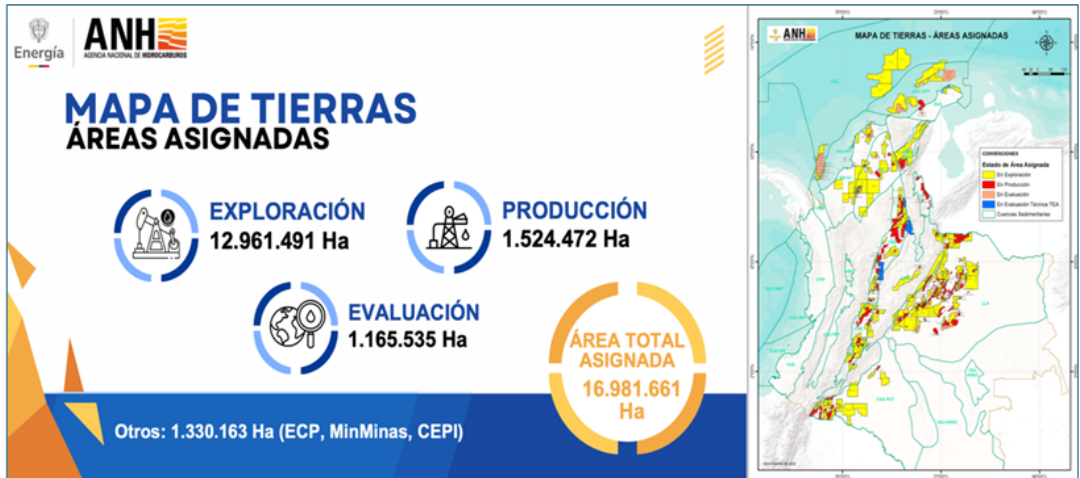 Energía
ANH
AGENCIA NACIONAL DE HIDROCARBUROS
MAPA DE TIERRAS
ÁREAS ASIGNADAS
EXPLORACIÓN
12.961.491 Ha
PRODUCCIÓN
1.524.472 Ha
EVALUACIÓN
1.165.535 Ha
ÁREA TOTAL
ASIGNADA
16.981.661
Ha
Otros: 1.330.163 Ha (ECP, MinMinas, CEPI)
ANH
MAPA DE TIERRAS - ÁREAS ASIGNADAS
CONVENCIONES
Estado de Área Asignada
En Exploración
En Producción
En Evaluación
En Evaluación Técnica TEA
Cuencas Sedimentarias